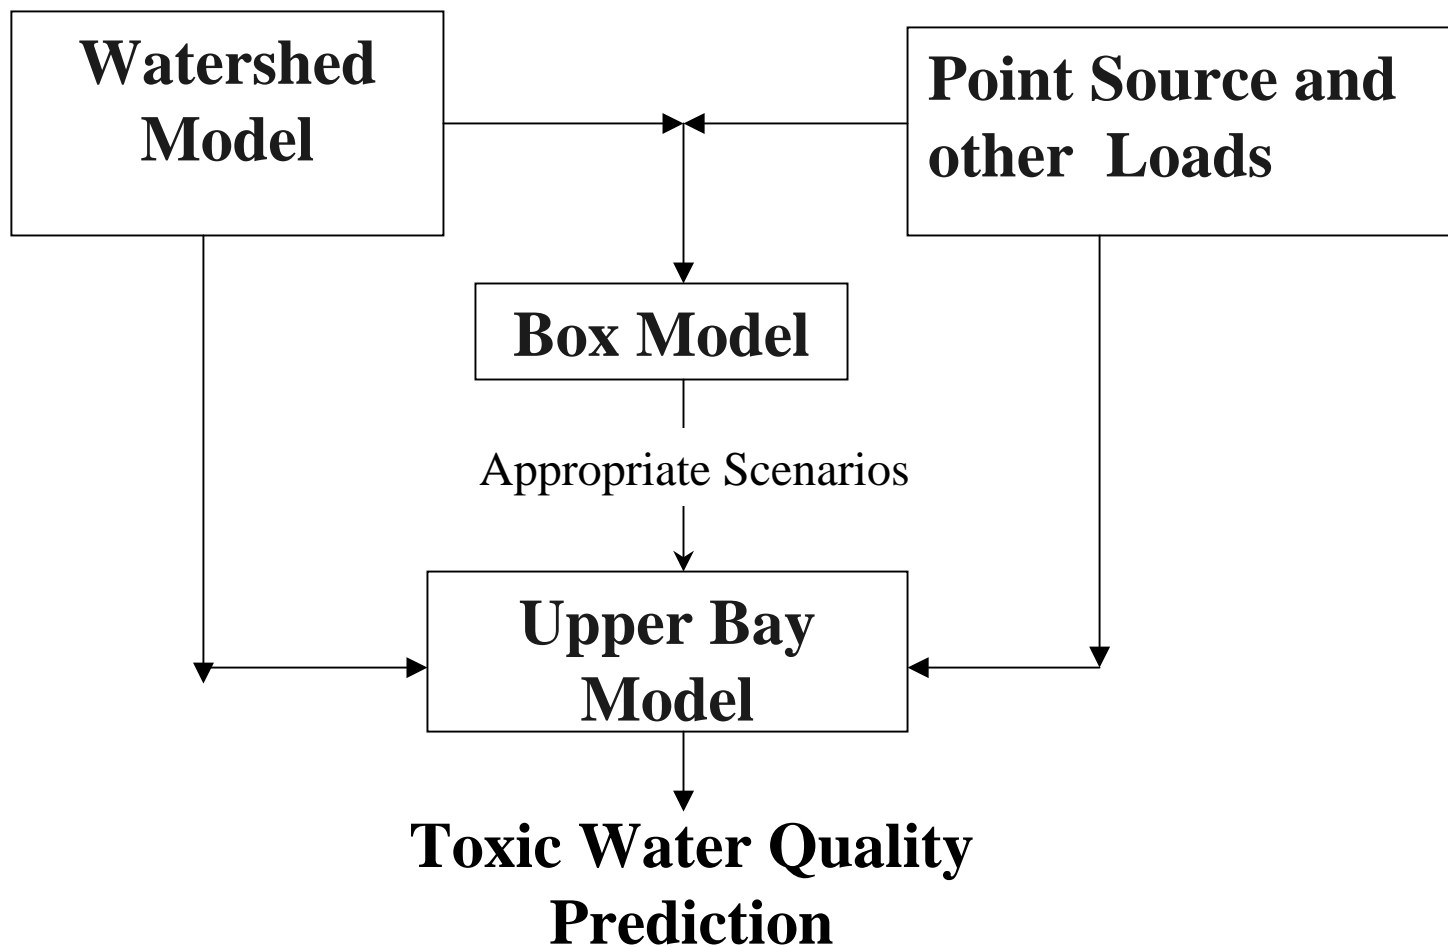 Watershed
Model
Point Source and
other  Loads
Box Model
Appropriate Scenarios
Upper Bay
Model
Toxic Water Quality
Prediction